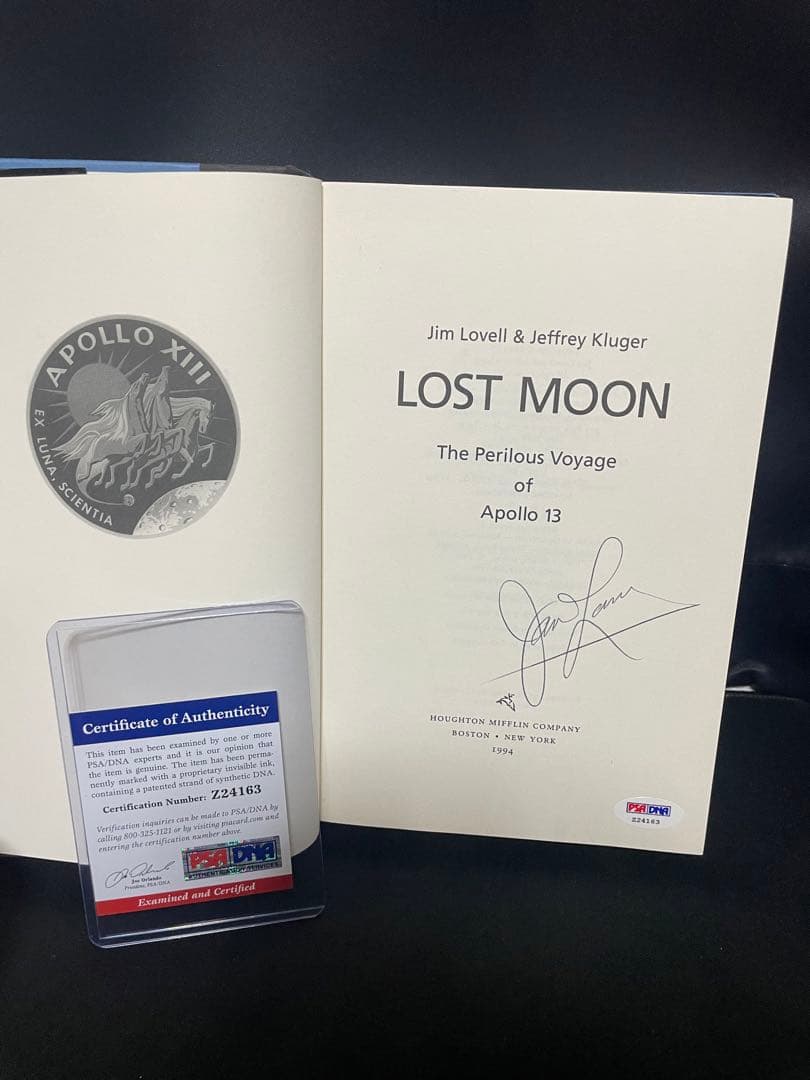 APOLLO XIII
EX LUNA, SCIENTIA
Jim Lovell & Jeffrey Kluger
LOST MOON
The Perilous Voyage
of
Apollo 13
HOUGHTON MIFFLIN COMPANY
BOSTON • NEW YORK
1994
PSA DNA
Z24163
Certificate of Authenticity
This item has been examined by one or more
PSA/DNA experts and it is our opinion that
the item is genuine. The item has been perma-
nently marked with a proprietary invisible ink,
containing a patented strand of synthetic DNA.
Certification Number: Z24163
Verification inquiries can be made to PSA/DNA by
calling 800-325-1121 or by visiting psacard.com and
entering the certification number above.
Joe Orlando
President, PSA/DNA
PSA DNA
AUTHENTICATION SERVICES
Examined and Certified